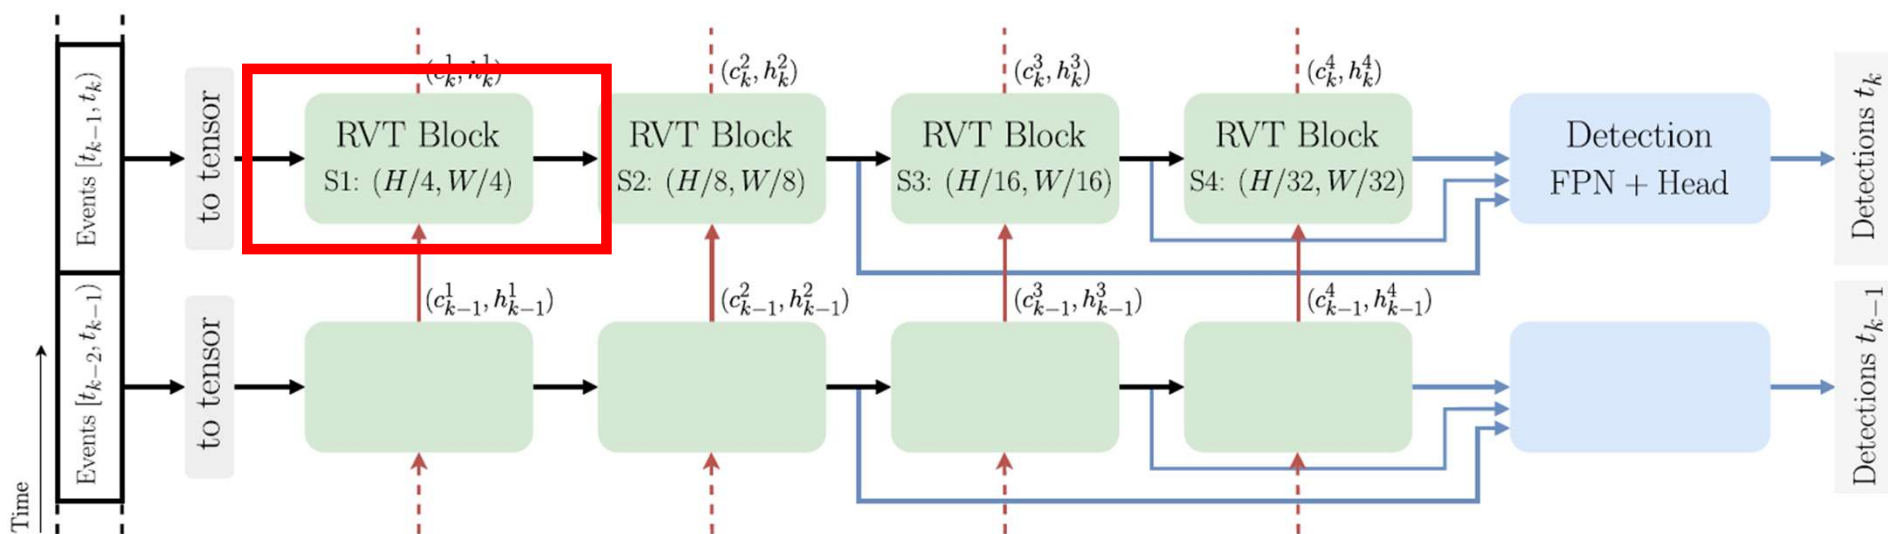 Events [t_{k−1}, t_k)
to tensor
(c_k^1, h_k^1)
RVT Block
S1: (H/4, W/4)
(c_k^2, h_k^2)
RVT Block
S2: (H/8, W/8)
(c_k^3, h_k^3)
RVT Block
S3: (H/16, W/16)
(c_k^4, h_k^4)
RVT Block
S4: (H/32, W/32)
Detection
FPN + Head
Detections t_k
Time
Events [t_{k−2}, t_{k−1})
to tensor
(c_{k−1}^1, h_{k−1}^1)
(c_{k−1}^2, h_{k−1}^2)
(c_{k−1}^3, h_{k−1}^3)
(c_{k−1}^4, h_{k−1}^4)
Detections t_{k−1}